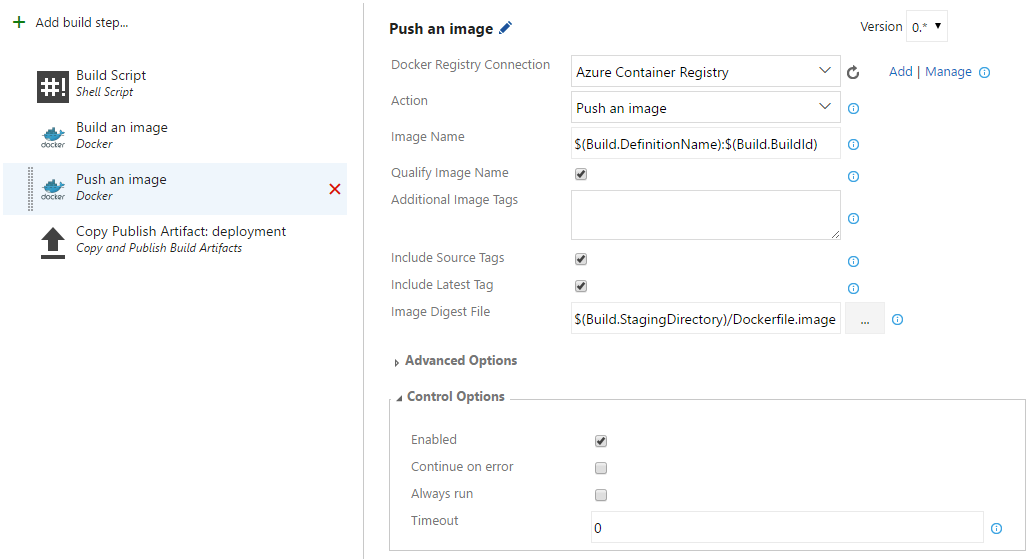 + Add build step...
#! Build Script
Shell Script
docker Build an image
Docker
docker Push an image
Docker
Copy Publish Artifact: deployment
Copy and Publish Build Artifacts
Push an image
Version 0.*
Docker Registry Connection Azure Container Registry Add | Manage
Action Push an image
Image Name $(Build.DefinitionName):$(Build.BuildId)
Qualify Image Name
Additional Image Tags
Include Source Tags
Include Latest Tag
Image Digest File $(Build.StagingDirectory)/Dockerfile.image ...
Advanced Options
Control Options
Enabled
Continue on error
Always run
Timeout 0